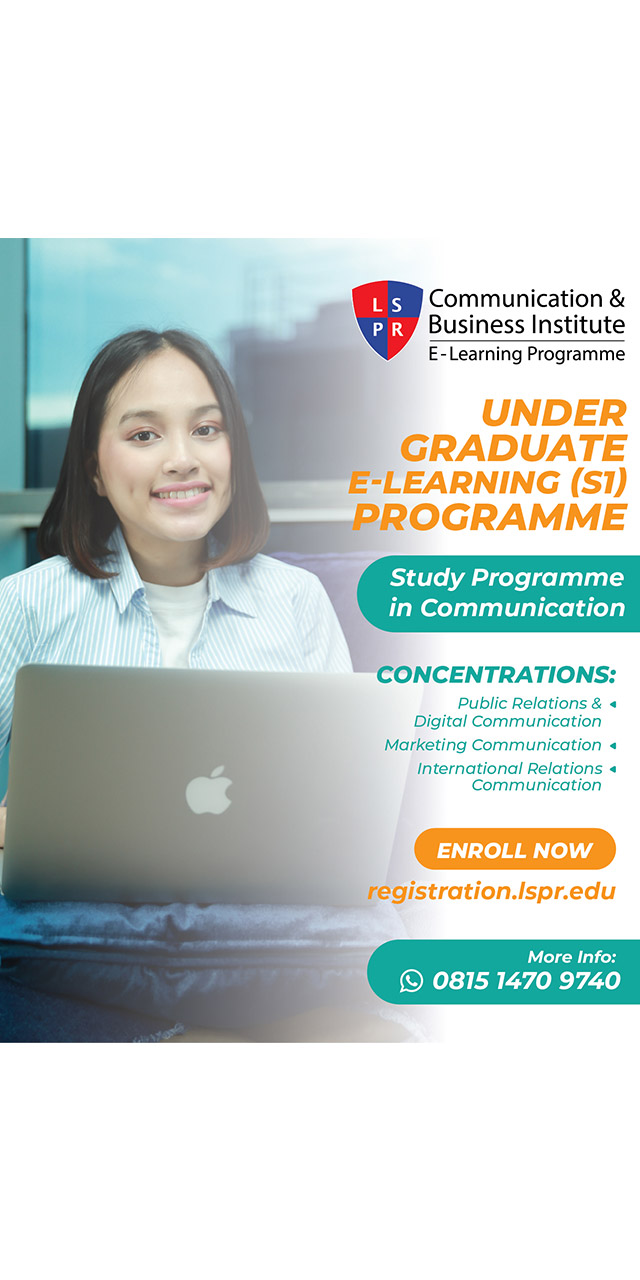 L S
P R
Communication &
Business Institute
E-Learning Programme
UNDER
GRADUATE
E-LEARNING (S1)
PROGRAMME
Study Programme
in Communication
CONCENTRATIONS:
Public Relations &
Digital Communication
Marketing Communication
International Relations
Communication
ENROLL NOW
registration.lspr.edu
More Info:
0815 1470 9740